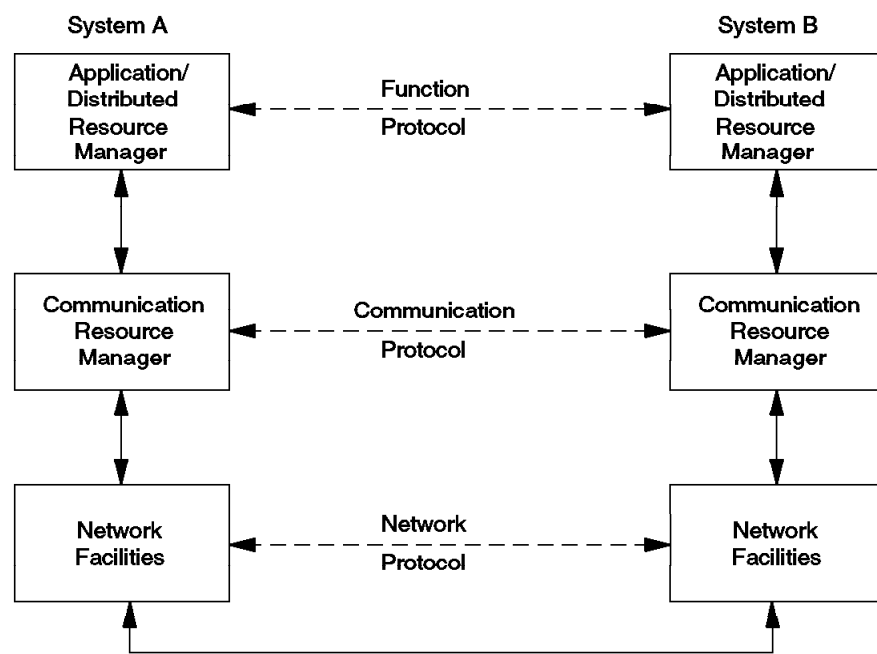 System A
System B
Application/
Distributed
Resource
Manager
Function
Protocol
Application/
Distributed
Resource
Manager
Communication
Resource
Manager
Communication
Protocol
Communication
Resource
Manager
Network
Facilities
Network
Protocol
Network
Facilities